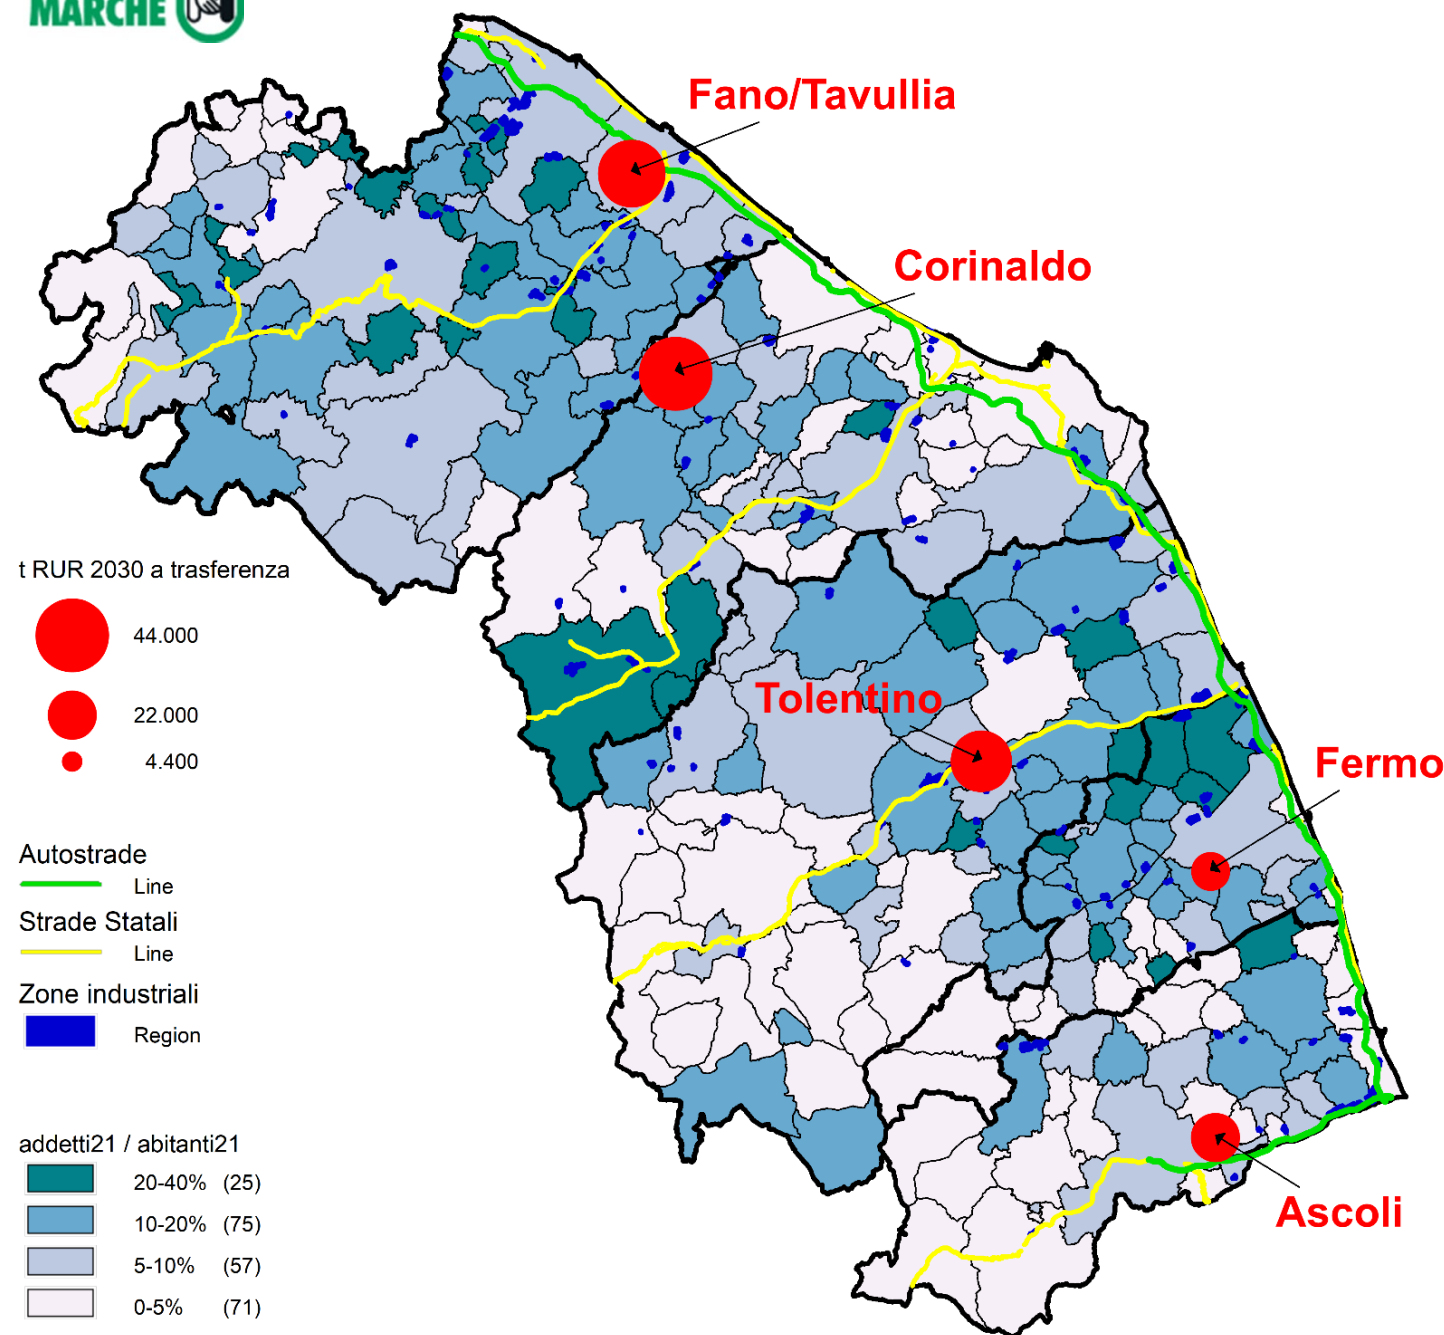 MARCHE
Fano/Tavullia
Corinaldo
t RUR 2030 a trasferenza
44.000
22.000
4.400
Tolentino
Fermo
Autostrade
Line
Strade Statali
Line
Zone industriali
Region
addetti21 / abitanti21
20-40% (25)
10-20% (75)
5-10% (57)
0-5% (71)
Ascoli